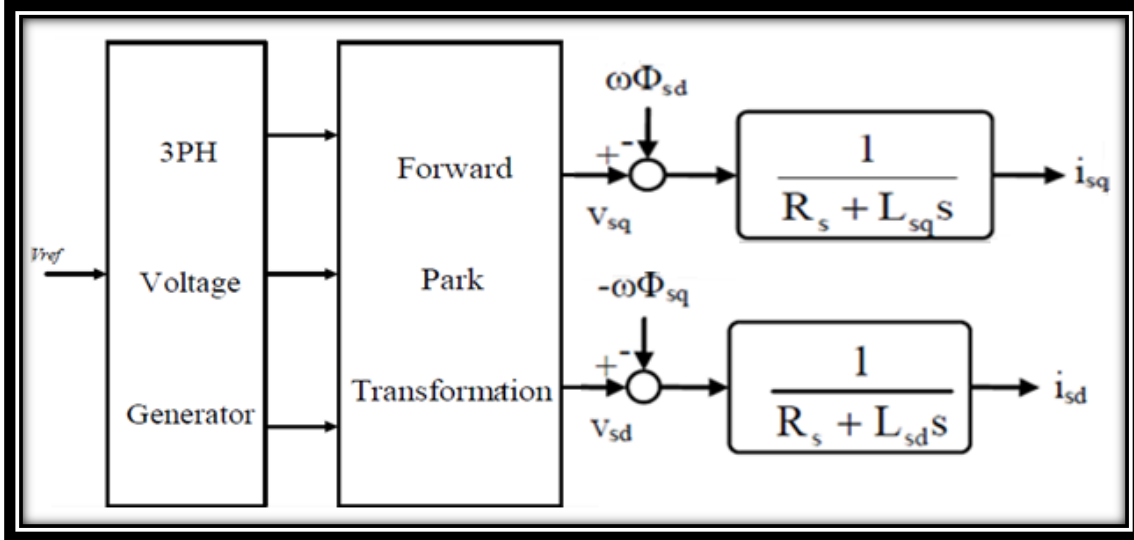 3PH
Voltage
Generator
Vref
Forward
Park
Transformation
ωΦsd
+-
vsq
1
Rs + Lsqs
isq
-ωΦsq
+-
vsd
1
Rs + Lsds
isd